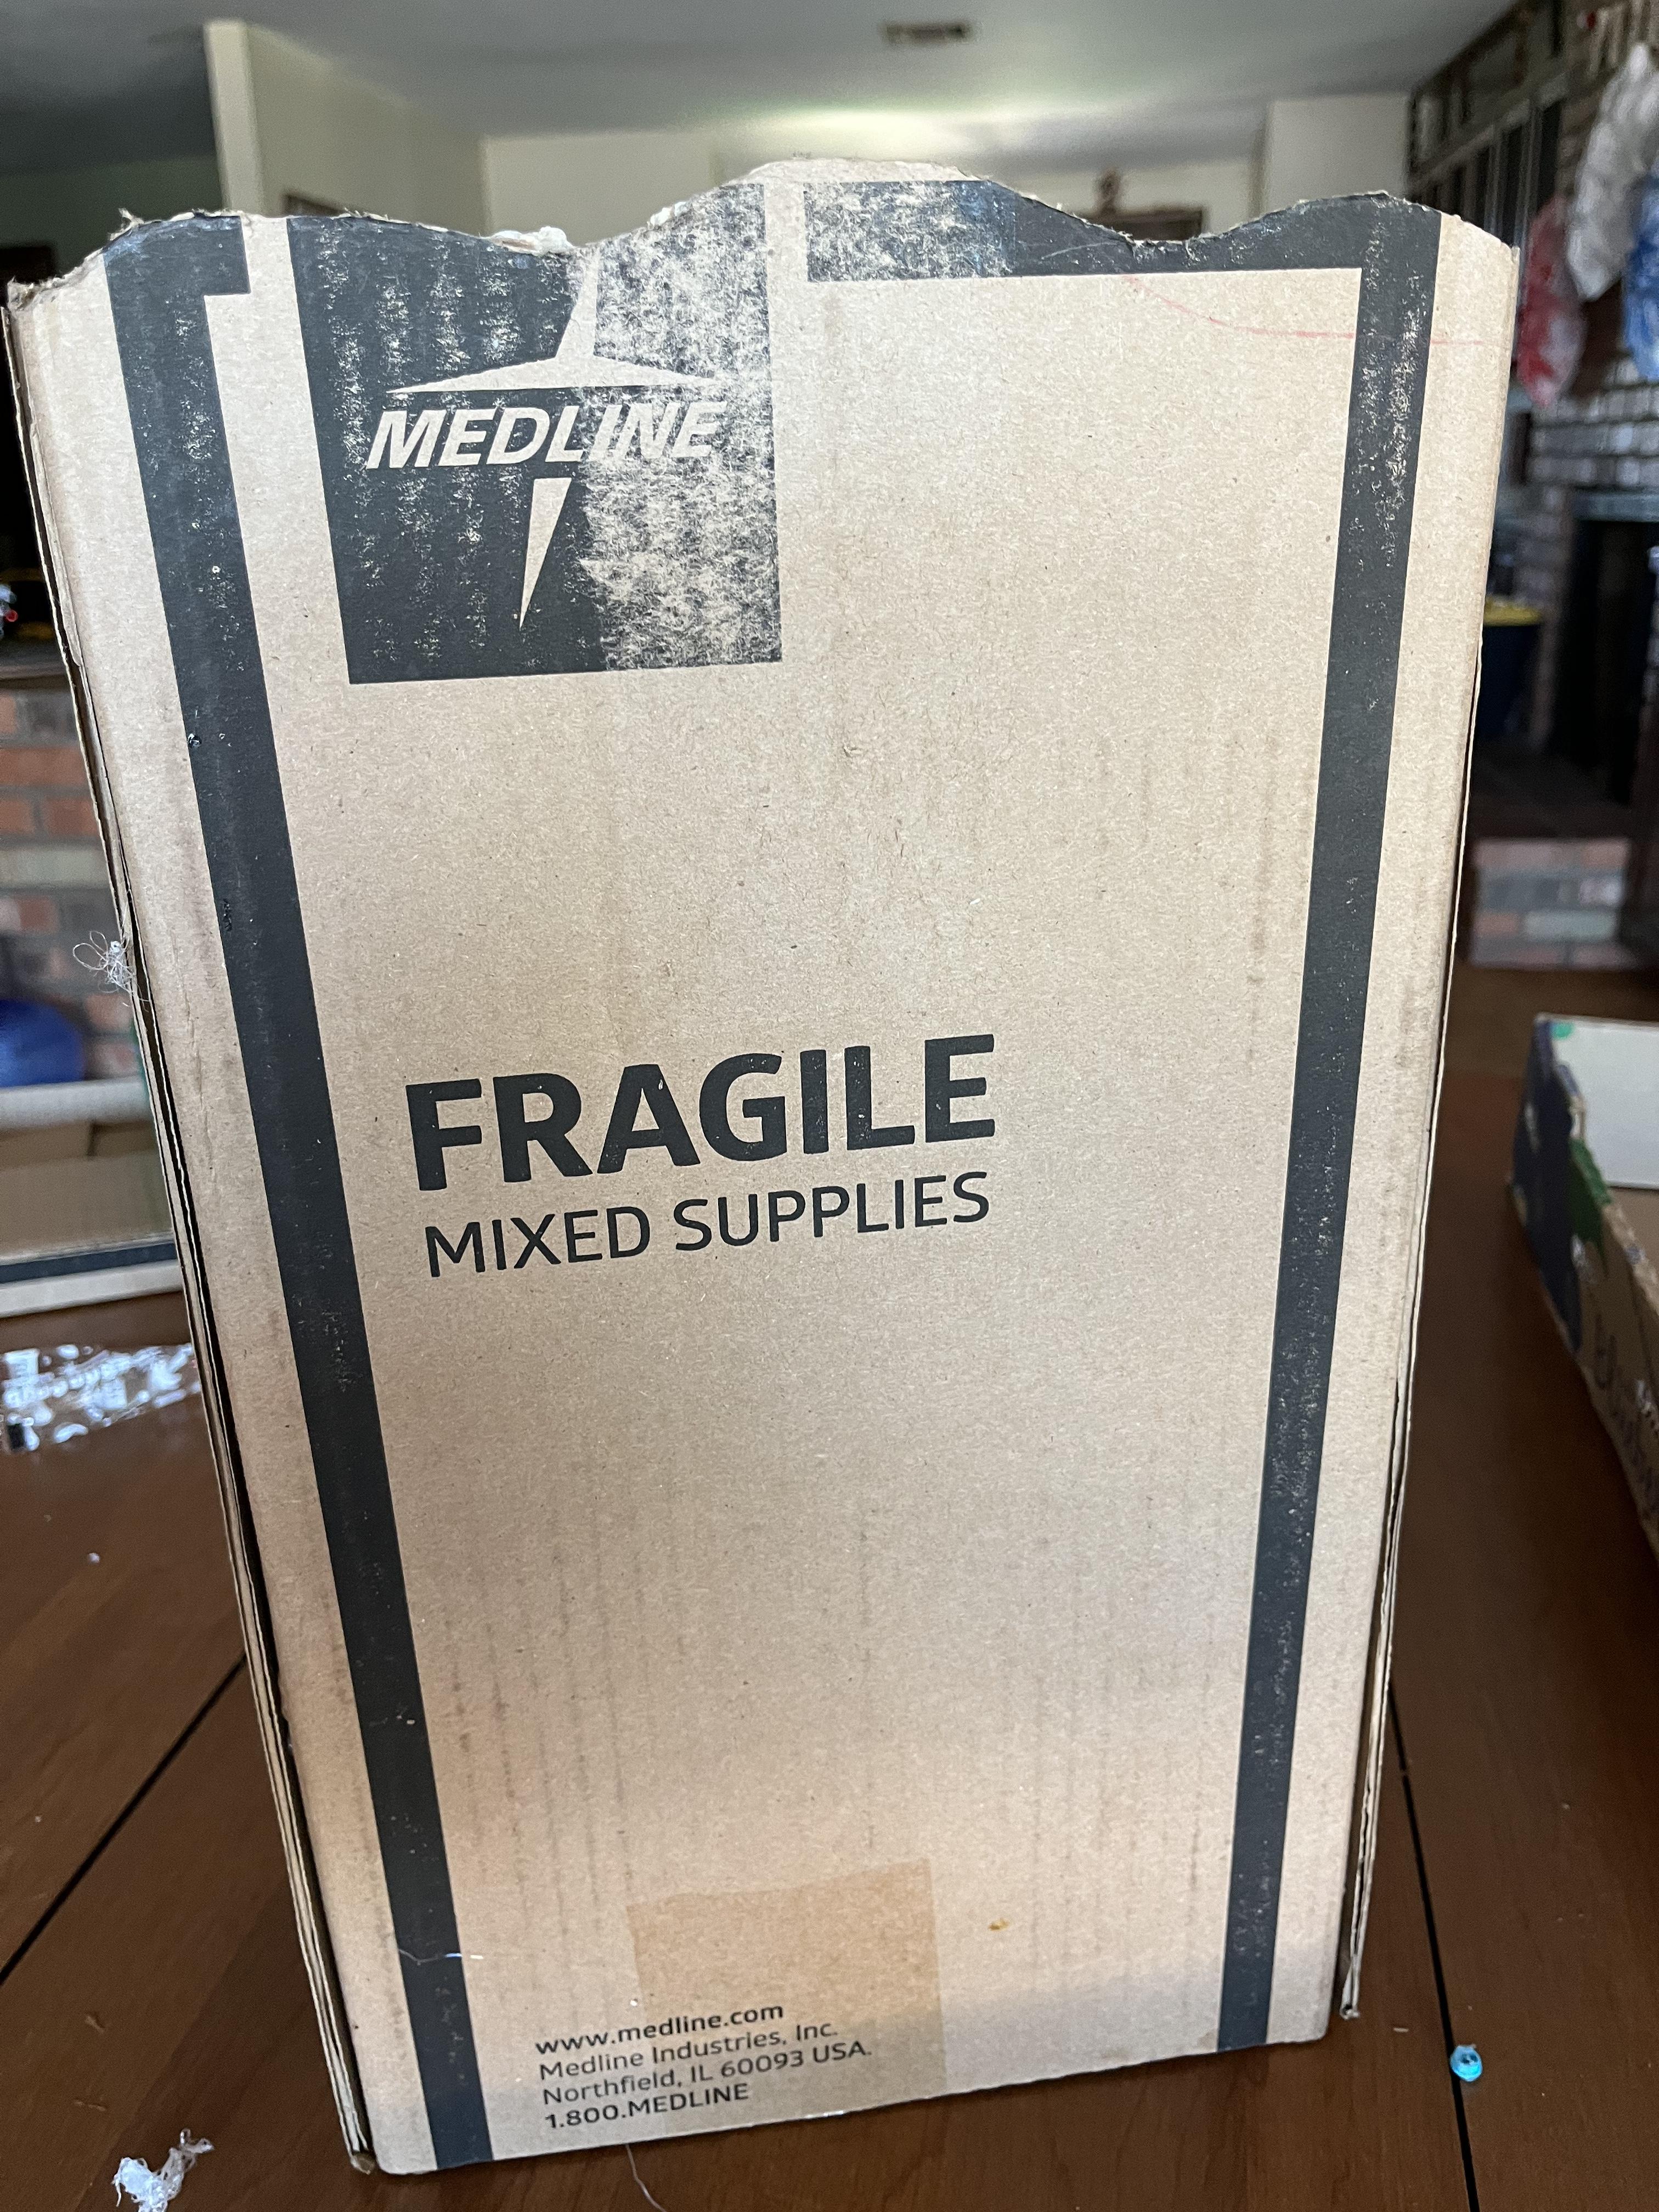 MEDLINE
FRAGILE
MIXED SUPPLIES
www.medline.com
Medline Industries, Inc.
Northfield, IL 60093 USA.
1.800.MEDLINE